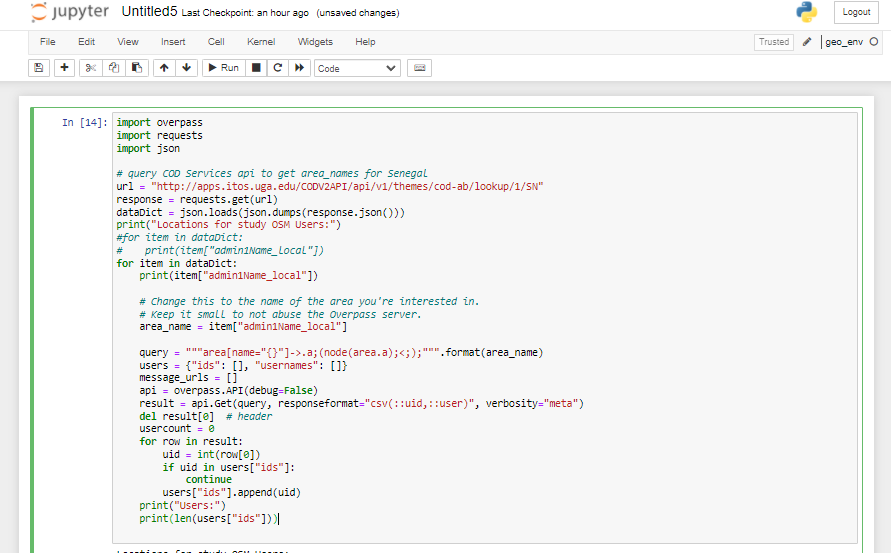 jupyter Untitled5 Last Checkpoint: an hour ago (unsaved changes) Logout
File Edit View Insert Cell Kernel Widgets Help Trusted geo_env
Run Code
In [14]: import overpass
import requests
import json
# query COD Services api to get area_names for Senegal
url = "http://apps.itos.uga.edu/CODV2API/api/v1/themes/cod-ab/lookup/1/SN"
response = requests.get(url)
dataDict = json.loads(json.dumps(response.json()))
print("Locations for study OSM Users:")
#for item in dataDict:
#    print(item["admin1Name_local"])
for item in dataDict:
    print(item["admin1Name_local"])
    # Change this to the name of the area you're interested in.
    # Keep it small to not abuse the Overpass server.
    area_name = item["admin1Name_local"]
    query = """area[name="{}"]->.a;(node(area.a);<;);""".format(area_name)
    users = {"ids": [], "usernames": []}
    message_urls = []
    api = overpass.API(debug=False)
    result = api.Get(query, responseformat="csv(::uid,::user)", verbosity="meta")
    del result[0]  # header
    usercount = 0
    for row in result:
        uid = int(row[0])
        if uid in users["ids"]:
            continue
        users["ids"].append(uid)
    print("Users:")
    print(len(users["ids"]))
Locations for study OSM Users: